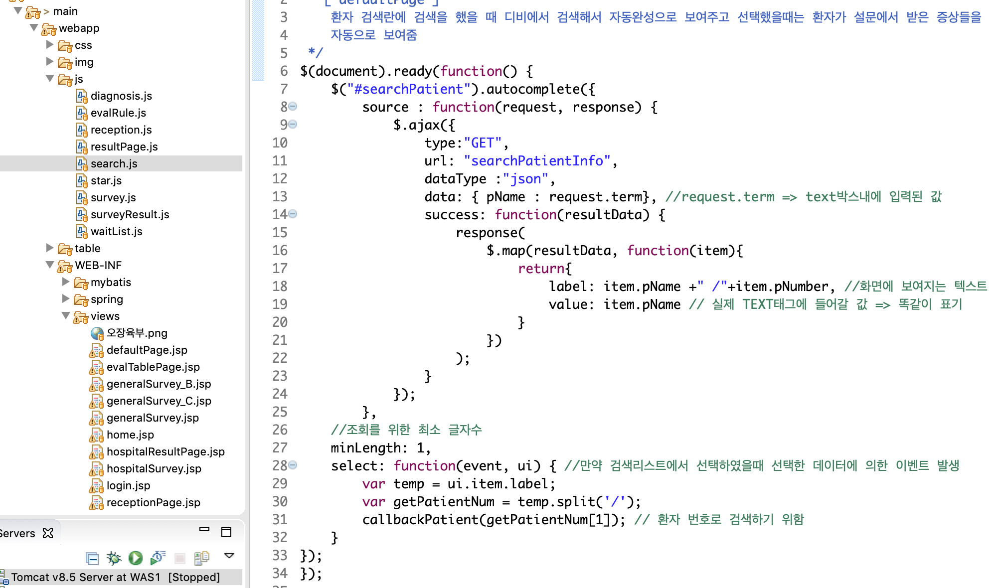 > main
webapp
css
img
js
diagnosis.js
evalRule.js
reception.js
resultPage.js
search.js
star.js
survey.js
surveyResult.js
waitList.js
table
WEB-INF
mybatis
spring
views
오장육부.png
defaultPage.jsp
evalTablePage.jsp
generalSurvey_B.jsp
generalSurvey_C.jsp
generalSurvey.jsp
home.jsp
hospitalResultPage.jsp
hospitalSurvey.jsp
login.jsp
receptionPage.jsp
Servers
Tomcat v8.5 Server at WAS1 [Stopped]
2 [ defaultPage ]
3 환자 검색란에 검색을 했을 때 디비에서 검색해서 자동완성으로 보여주고 선택했을때는 환자가 설문에서 받은 증상들을
4 자동으로 보여줌
5 */
6 $(document).ready(function() {
7 $("#searchPatient").autocomplete({
8 source : function(request, response) {
9 $.ajax({
10 type:"GET",
11 url: "searchPatientInfo",
12 dataType :"json",
13 data: { pName : request.term}, //request.term => text박스내에 입력된 값
14 success: function(resultData) {
15 response(
16 $.map(resultData, function(item){
17 return{
18 label: item.pName +" /"+item.pNumber, //화면에 보여지는 텍스트
19 value: item.pName // 실제 TEXT태그에 들어갈 값 => 똑같이 표기
20 }
21 })
22 );
23 }
24 });
25 },
26 //조회를 위한 최소 글자수
27 minLength: 1,
28 select: function(event, ui) { //만약 검색리스트에서 선택하였을때 선택한 데이터에 의한 이벤트 발생
29 var temp = ui.item.label;
30 var getPatientNum = temp.split('/');
31 callbackPatient(getPatientNum[1]); // 환자 번호로 검색하기 위함
32 }
33 });
34 });